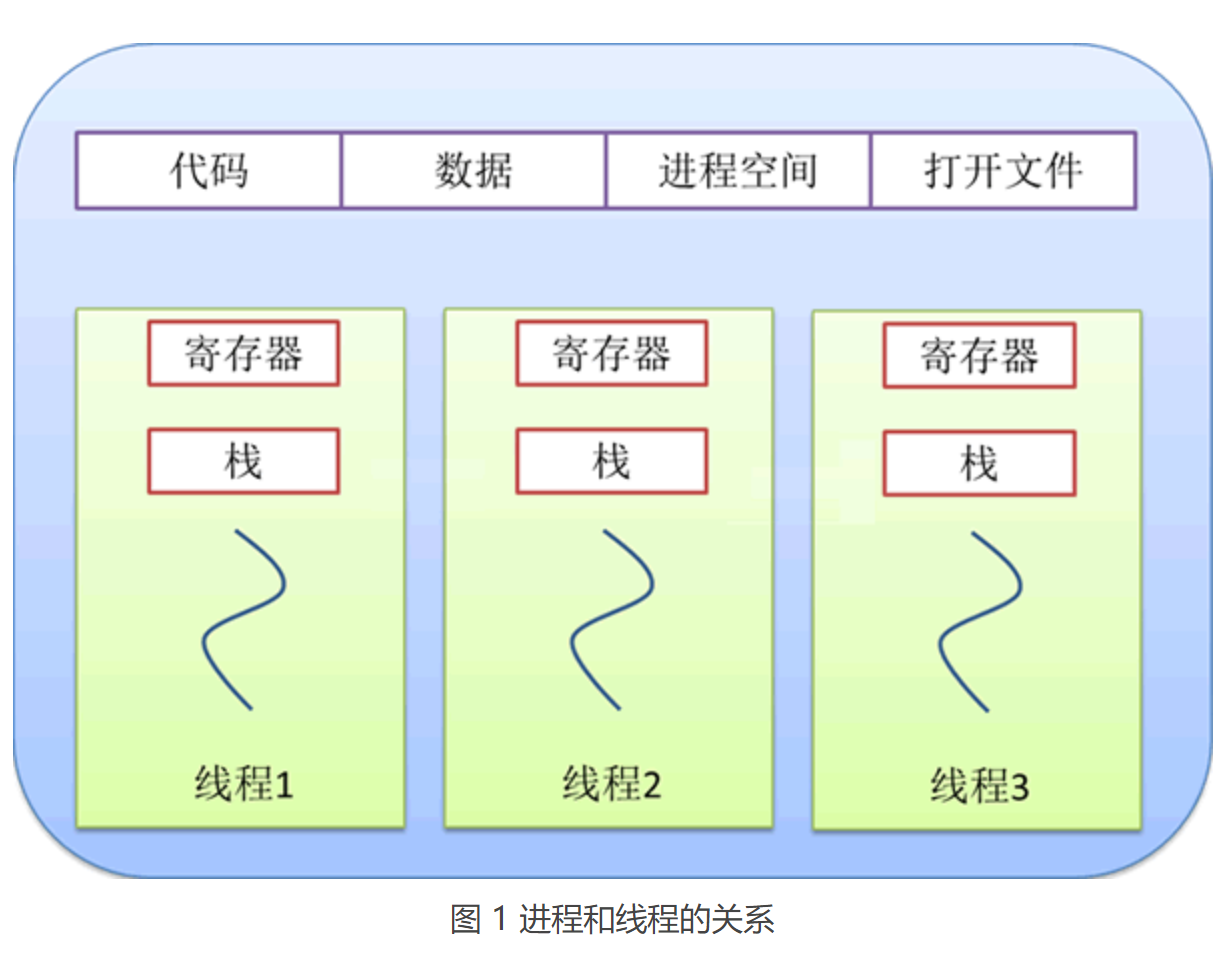 代码 数据 进程空间 打开文件
寄存器 寄存器 寄存器
栈 栈 栈
线程1 线程2 线程3
图 1 进程和线程的关系